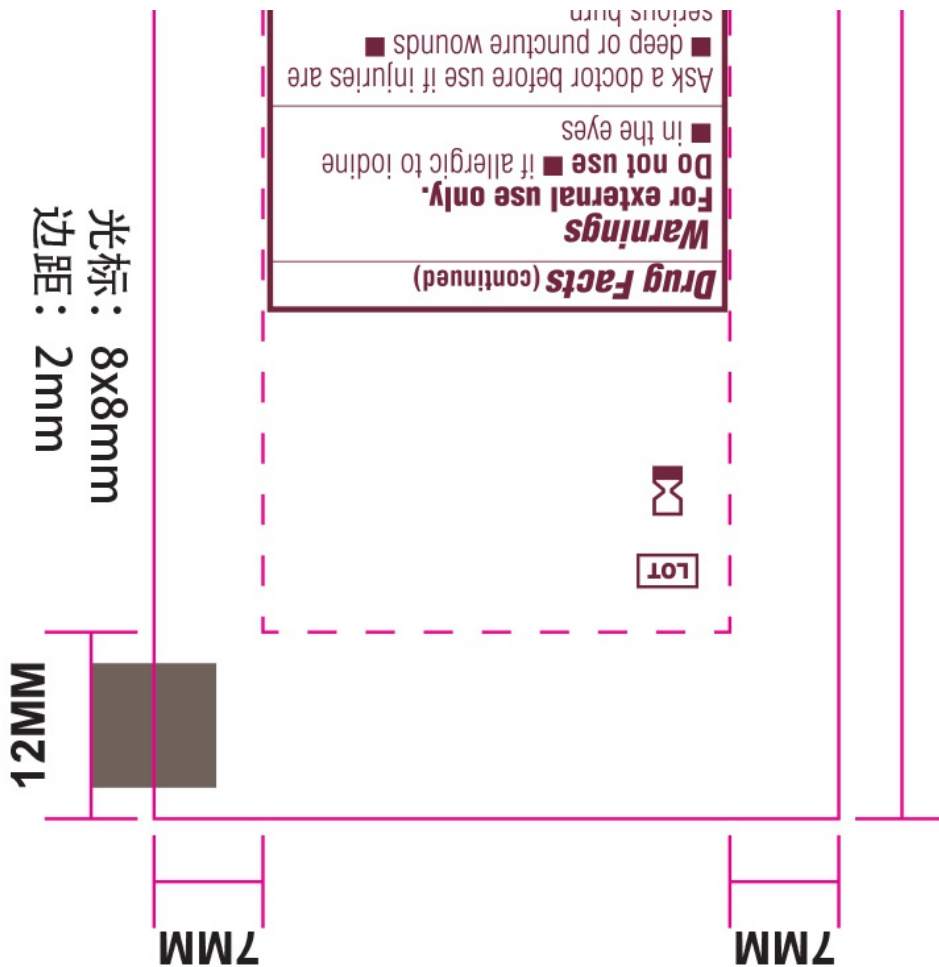 Drug Facts (continued)
Warnings
For external use only.
Do not use ■ if allergic to iodine
■ in the eyes
Ask a doctor before use if injuries are
■ deep or puncture wounds ■
serious burn
LOT
光标：8x8mm
边距：2mm
12MM
7MM
7MM